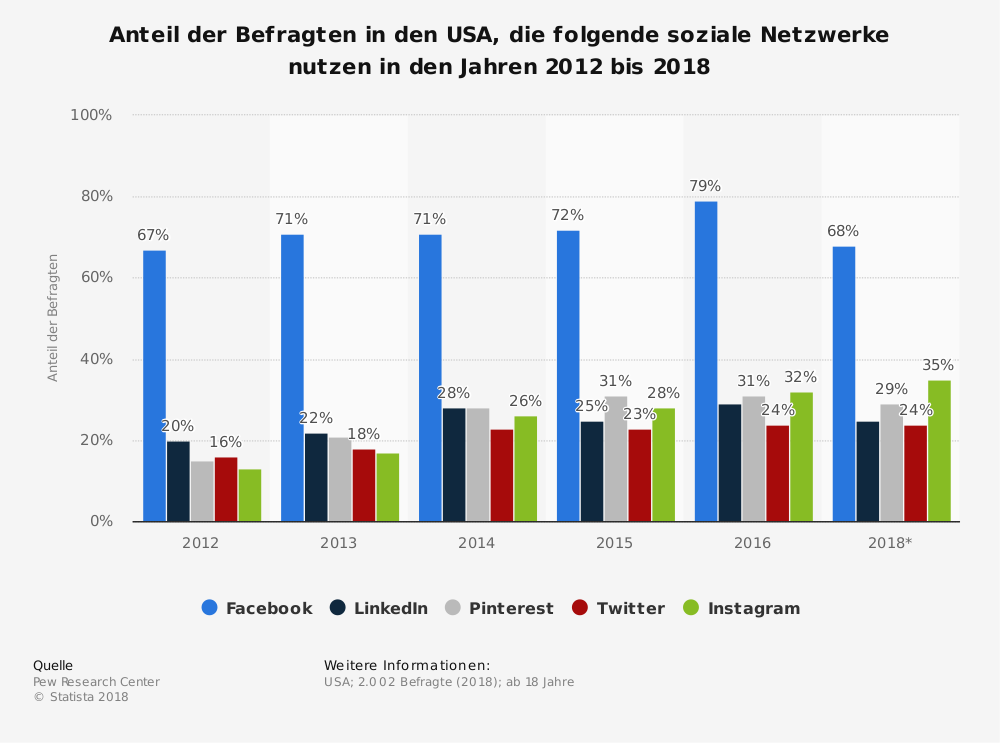 Anteil der Befragten in den USA, die folgende soziale Netzwerke
nutzen in den Jahren 2012 bis 2018
Anteil der Befragten
100%
80%
60%
40%
20%
0%
67%
20%
16%
71%
22%
18%
71%
28%
26%
72%
25%
31%
23%
28%
79%
31%
24%
32%
68%
29%
24%
35%
2012 2013 2014 2015 2016 2018*
Facebook LinkedIn Pinterest Twitter Instagram
Quelle
Pew Research Center
© Statista 2018
Weitere Informationen:
USA; 2.002 Befragte (2018); ab 18 Jahre